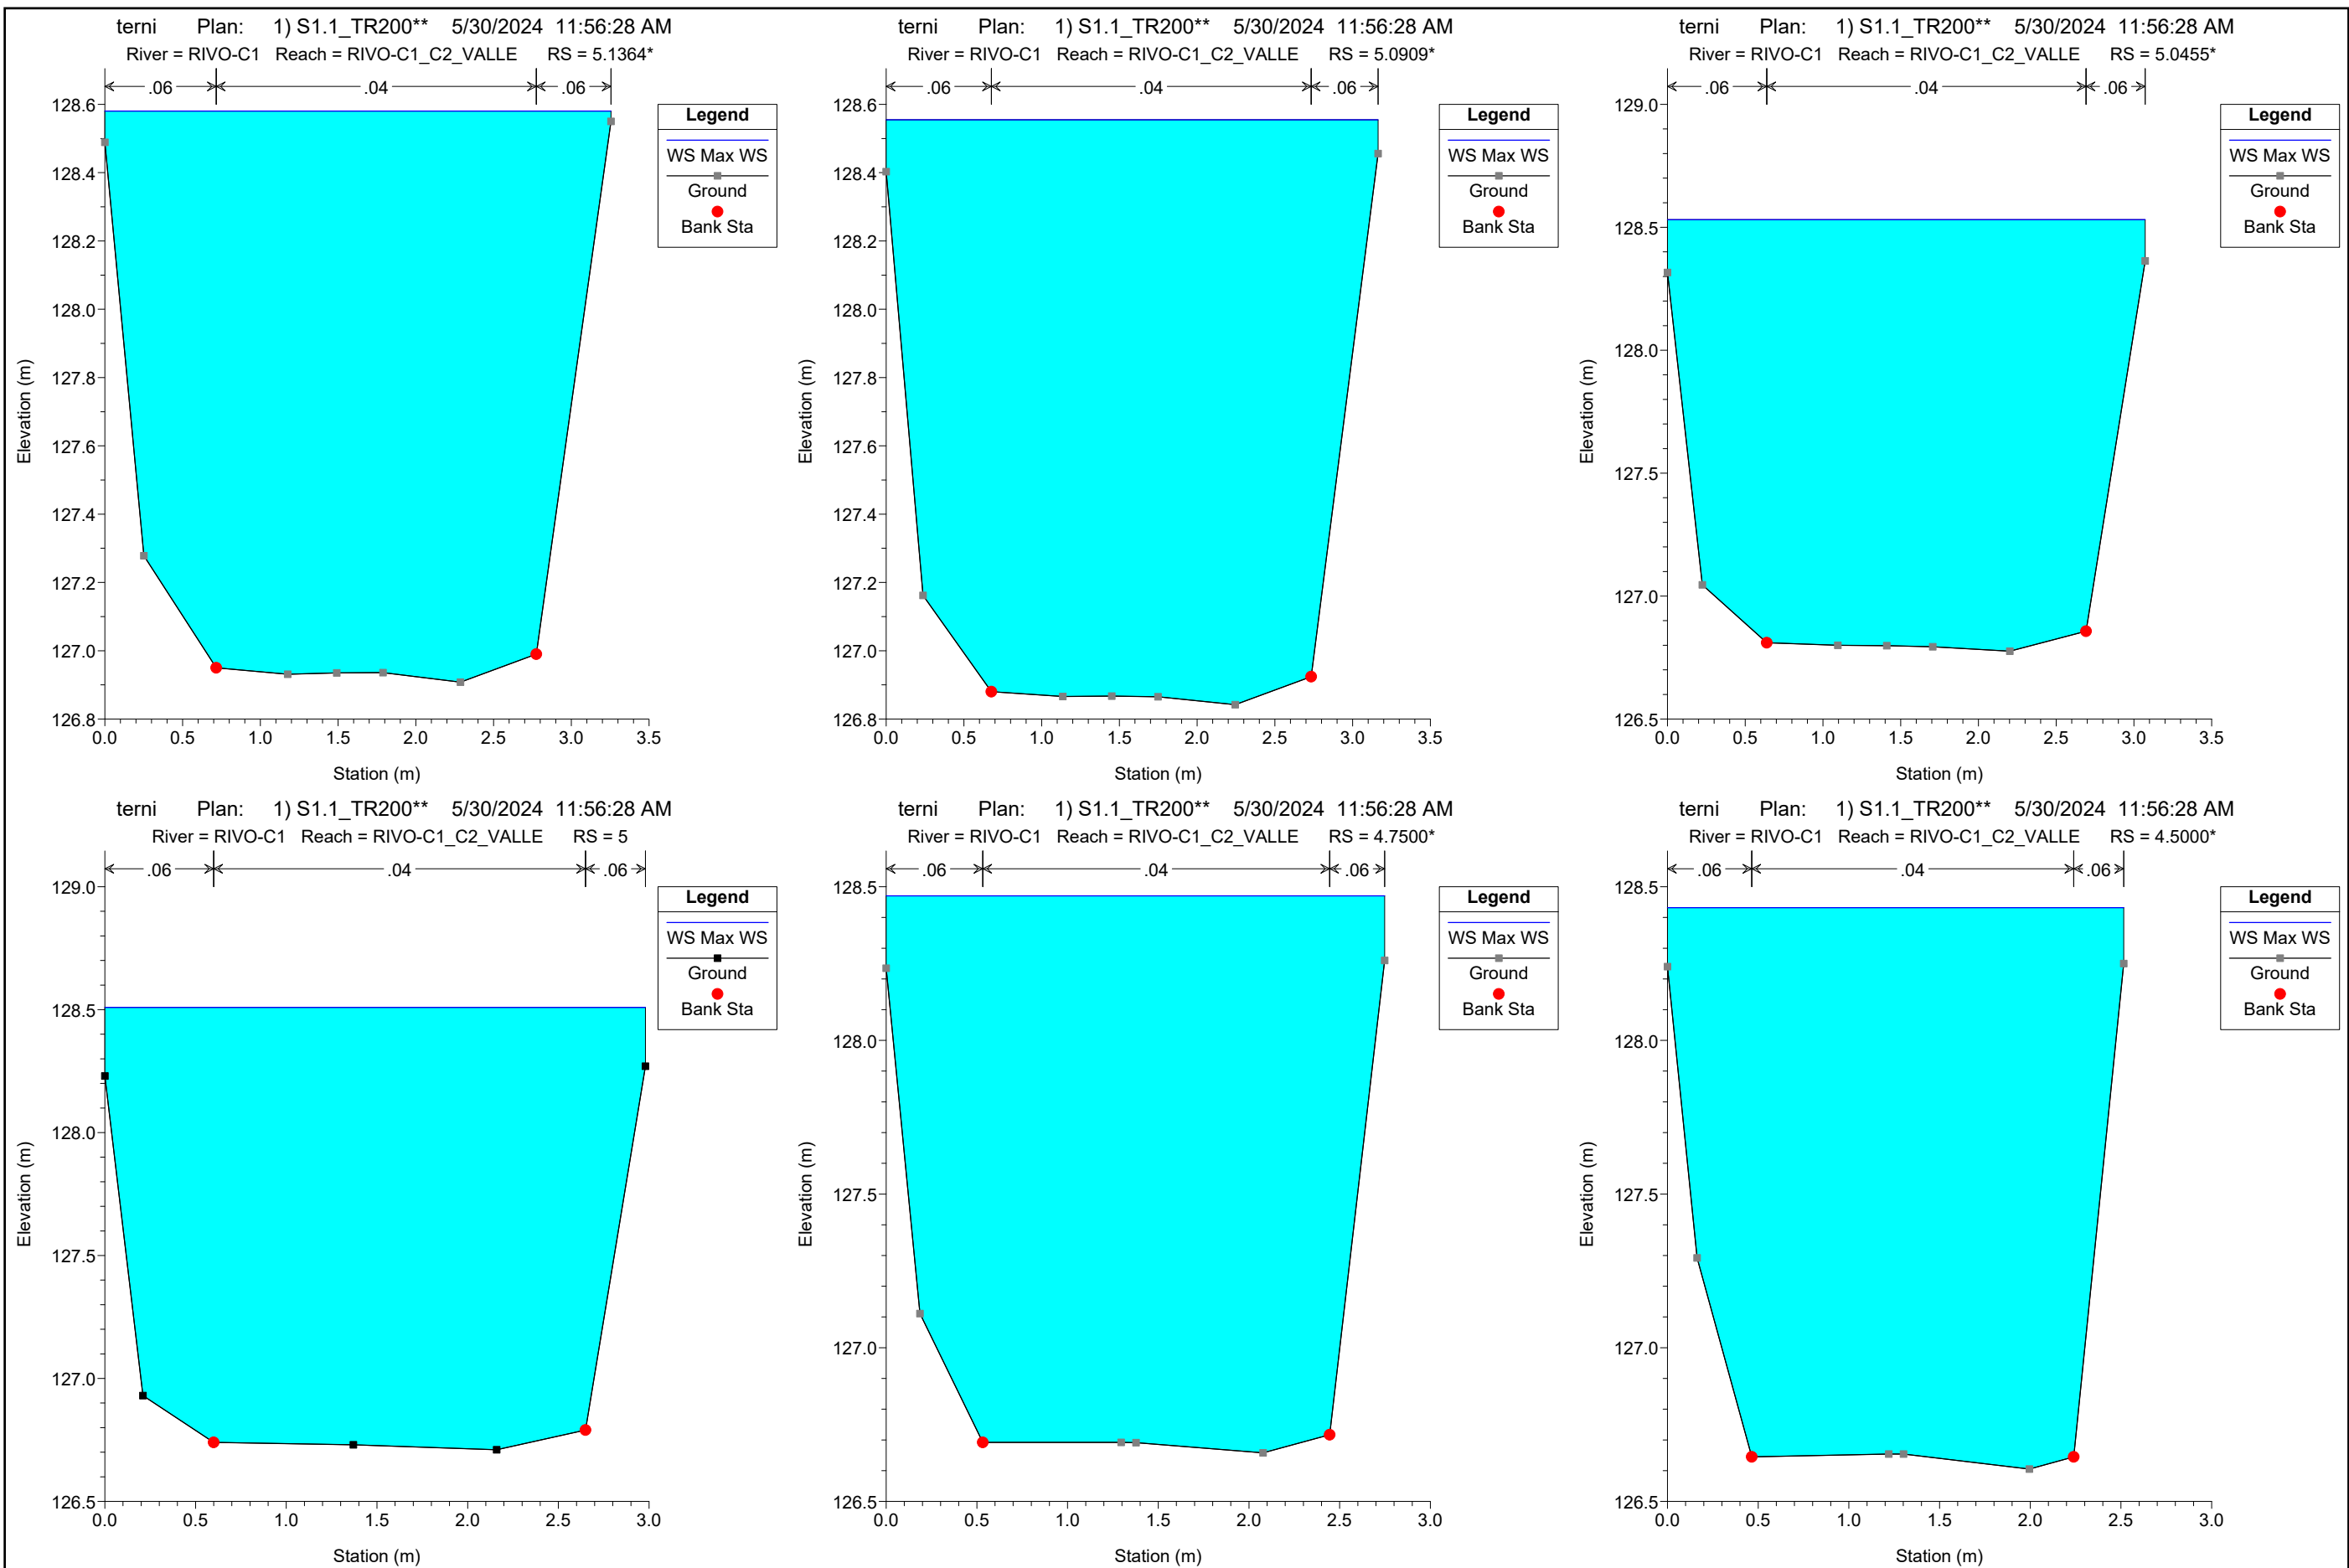 terni Plan: 1) S1.1_TR200** 5/30/2024 11:56:28 AM
River = RIVO-C1 Reach = RIVO-C1_C2_VALLE RS = 5.1364*
.06 .04 .06
128.6
128.4
128.2
128.0
127.8
127.6
127.4
127.2
127.0
126.8
Elevation (m)
0.0 0.5 1.0 1.5 2.0 2.5 3.0 3.5
Station (m)
Legend
WS Max WS
Ground
Bank Sta
terni Plan: 1) S1.1_TR200** 5/30/2024 11:56:28 AM
River = RIVO-C1 Reach = RIVO-C1_C2_VALLE RS = 5.0909*
.06 .04 .06
128.6
128.4
128.2
128.0
127.8
127.6
127.4
127.2
127.0
126.8
Elevation (m)
0.0 0.5 1.0 1.5 2.0 2.5 3.0 3.5
Station (m)
Legend
WS Max WS
Ground
Bank Sta
terni Plan: 1) S1.1_TR200** 5/30/2024 11:56:28 AM
River = RIVO-C1 Reach = RIVO-C1_C2_VALLE RS = 5.0455*
.06 .04 .06
129.0
128.5
128.0
127.5
127.0
126.5
Elevation (m)
0.0 0.5 1.0 1.5 2.0 2.5 3.0 3.5
Station (m)
Legend
WS Max WS
Ground
Bank Sta
terni Plan: 1) S1.1_TR200** 5/30/2024 11:56:28 AM
River = RIVO-C1 Reach = RIVO-C1_C2_VALLE RS = 5
.06 .04 .06
129.0
128.5
128.0
127.5
127.0
126.5
Elevation (m)
0.0 0.5 1.0 1.5 2.0 2.5 3.0
Station (m)
Legend
WS Max WS
Ground
Bank Sta
terni Plan: 1) S1.1_TR200** 5/30/2024 11:56:28 AM
River = RIVO-C1 Reach = RIVO-C1_C2_VALLE RS = 4.7500*
.06 .04 .06
128.5
128.0
127.5
127.0
126.5
Elevation (m)
0.0 0.5 1.0 1.5 2.0 2.5 3.0
Station (m)
Legend
WS Max WS
Ground
Bank Sta
terni Plan: 1) S1.1_TR200** 5/30/2024 11:56:28 AM
River = RIVO-C1 Reach = RIVO-C1_C2_VALLE RS = 4.5000*
.06 .04 .06
128.5
128.0
127.5
127.0
126.5
Elevation (m)
0.0 0.5 1.0 1.5 2.0 2.5 3.0
Station (m)
Legend
WS Max WS
Ground
Bank Sta